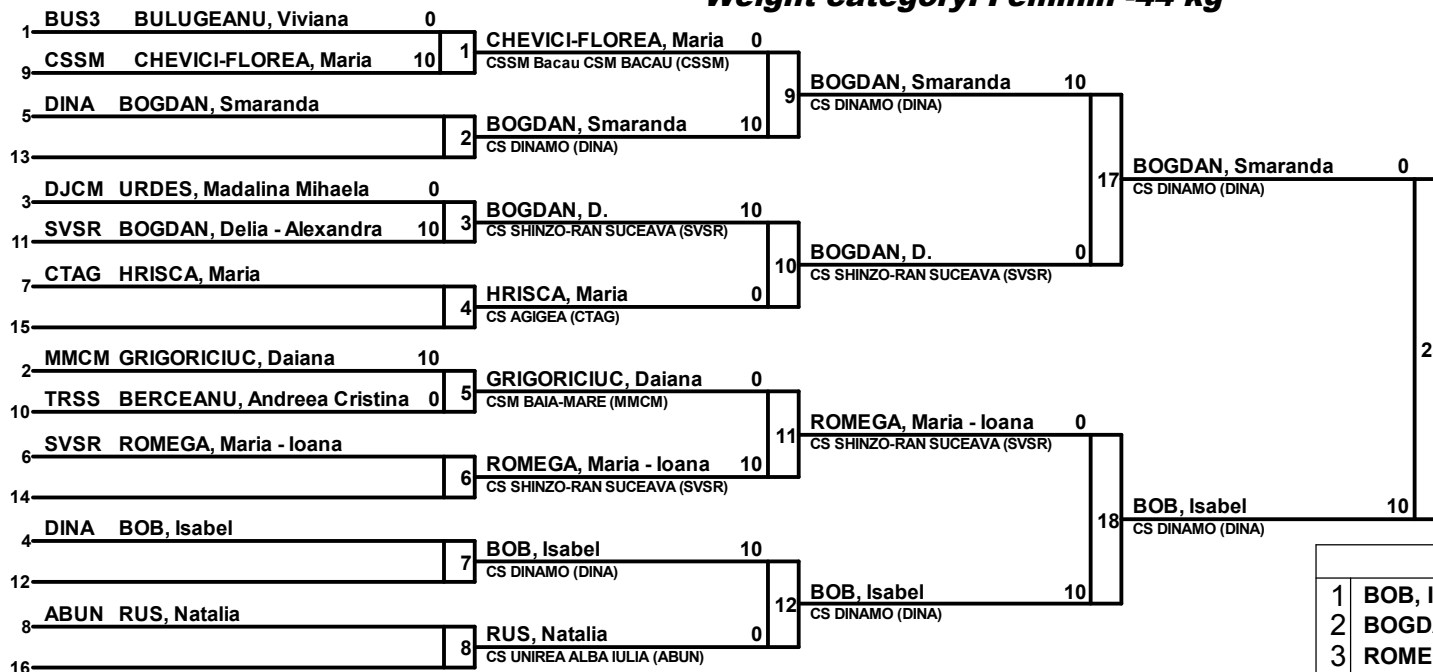 Weight category: Feminin -44 kg
BUS3 BULUGEANU, Viviana 0
1
CSSM CHEVICI-FLOREA, Maria 10
9
1
CHEVICI-FLOREA, Maria 0
CSSM Bacau CSM BACAU (CSSM)
DINA BOGDAN, Smaranda
5
13
2
BOGDAN, Smaranda 10
CS DINAMO (DINA)
9
BOGDAN, Smaranda 10
CS DINAMO (DINA)
DJCM URDES, Madalina Mihaela 0
3
SVSR BOGDAN, Delia - Alexandra 10
11
3
BOGDAN, D. 10
CS SHINZO-RAN SUCEAVA (SVSR)
CTAG HRISCA, Maria
7
15
4
HRISCA, Maria 0
CS AGIGEA (CTAG)
10
BOGDAN, D. 0
CS SHINZO-RAN SUCEAVA (SVSR)
17
BOGDAN, Smaranda 0
CS DINAMO (DINA)
MMCM GRIGORICIUC, Daiana 10
2
TRSS BERCEANU, Andreea Cristina 0
10
5
GRIGORICIUC, Daiana 0
CSM BAIA-MARE (MMCM)
SVSR ROMEGA, Maria - Ioana
6
14
6
ROMEGA, Maria - Ioana 10
CS SHINZO-RAN SUCEAVA (SVSR)
11
ROMEGA, Maria - Ioana 0
CS SHINZO-RAN SUCEAVA (SVSR)
DINA BOB, Isabel
4
12
7
BOB, Isabel 10
CS DINAMO (DINA)
ABUN RUS, Natalia
8
16
8
RUS, Natalia 0
CS UNIREA ALBA IULIA (ABUN)
12
BOB, Isabel 10
CS DINAMO (DINA)
18
BOB, Isabel 10
CS DINAMO (DINA)
2
1 BOB, I
2 BOGD
3 ROME